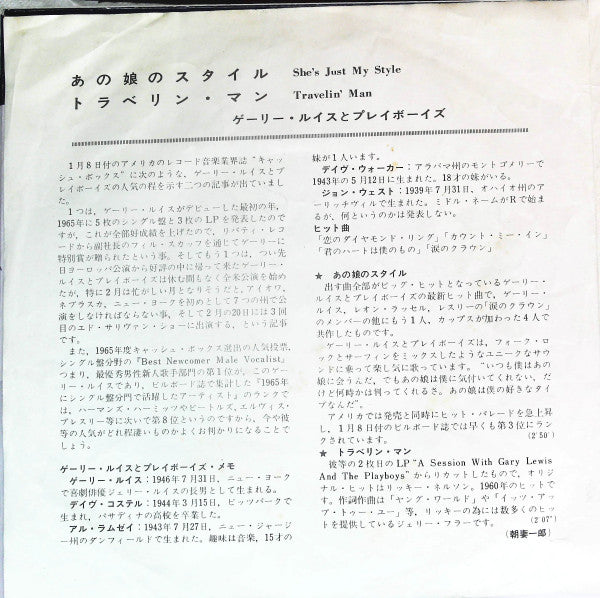 あの娘のスタイル She's Just My Style
トラベリン・マン Travelin' Man
ゲーリー・ルイスとプレイボーイズ
1月8日付のアメリカのレコード音楽業界誌“キャッ
シュ・ボックス”に次のような、ゲーリー・ルイスとプ
レイボーイズの人気の程を示す二つの記事が出ていまし
た。
1つは、ゲーリー・ルイスがデビューした最初の年、
1965年に5枚のシングル盤と3枚のLPを発表したので
すが、これが全部好成績を上げたので、リバティ・レコ
ードから副社長のフィル・スカッフを通じてゲーリーに
特別賞が贈られたという事。そしてもう1つは、つい先
日ヨーロッパ公演から好評の中に帰って来たゲーリー・
ルイスとプレイボーイズは休む間もなく全米公演を始め
たが、特に2月は忙がしい月となりそうだと、アイオワ、
ネブラスカ、ニュー・ヨークを初めとして7つの州で公
演をしなければならない事、そして2月の20日には3回
目のエド・サリヴァン・ショーに出演する、という記事
です。
また、1965年度キャッシュ・ボックス選出の人気投票、
シングル盤分野の『Best Newcomer Male Vocalist』
つまり、最優秀男性新人歌手部門の第1位が、このゲー
リー・ルイスであり、ビルボード誌で集計した『1965年
にシングル盤分門で活躍したアーティスト』のランクで
は、ハーマンズ・ハーミッツやビートルズ、エルヴィス・
プレスリー等に次いで第8位というのですから、今や彼
等の人気がどれ程凄いものかよくお判かりになることで
しょう。
ゲーリー・ルイスとプレイボーイズ・メモ
ゲーリー・ルイス:1946年7月31日、ニュー・ヨーク
で喜劇俳優ジェリー・ルイスの長男として生まれる。
デイヴ・コステル:1944年3月15日、ピッツパークで
生まれ、パサディナの高校を卒業した。
アル・ラムゼイ:1943年7月27日、ニュー・ジャージ
ー州のダンフィールドで生まれた。趣味は音楽、15才の
妹が1人います。
デイヴ・ウォーカー:アラバマ州のモントゴメリーで
1943年の5月12日に生まれた。18才の妹がいる。
ジョン・ウェスト:1939年7月31日、オハイオ州のア
ーリッチヴィルで生まれた。ミドル・ネームがRで始ま
るが、何というのかは発表しない。
ヒット曲
「恋のダイヤモンド・リング」「カウント・ミー・イン」
「君のハートは僕のもの」「涙のクラウン」
★ あの娘のスタイル
出す曲全部がビッグ・ヒットとなっているゲーリー・
ルイスとプレイボーイズの最新ヒット曲で、ゲーリー・
ルイス、レオン・ラッセル、レスリーの「涙のクラウン」
のメンバーの他にもう1人、カップスが加わった4人で
共作したものです。
ゲーリー・ルイスとプレイボーイズは、フォーク・ロ
ックとサーフィンをミックスしたようなユニークなサウ
ンドに乗って楽し気に歌っています。“いつも僕はあの
娘に会うんだ、でもあの娘は僕に気付いてくれない、だ
けど何時かは判ってくれるさ。あの娘は僕の好きなタイ
プなんだ”。
アメリカでは発売と同時にヒット・パレードを急上昇
し、1月8日付のビルボード誌では早くも第3位にラン
クされています。 (2'50")
★ トラベリン・マン
彼等の2枚目のLP“A Session With Gary Lewis
And The Playboys”からリカットしたもので、オリジ
ナル・ヒットはリッキー・ネルソン。1960年のヒットで
す。作詞作曲は「ヤング・ワールド」や「イッツ・アッ
プ・トゥー・ユー」等、リッキーの為には数多くのヒッ
トを提供しているジェリー・フラーです。 (2'07")
(朝妻一郎)